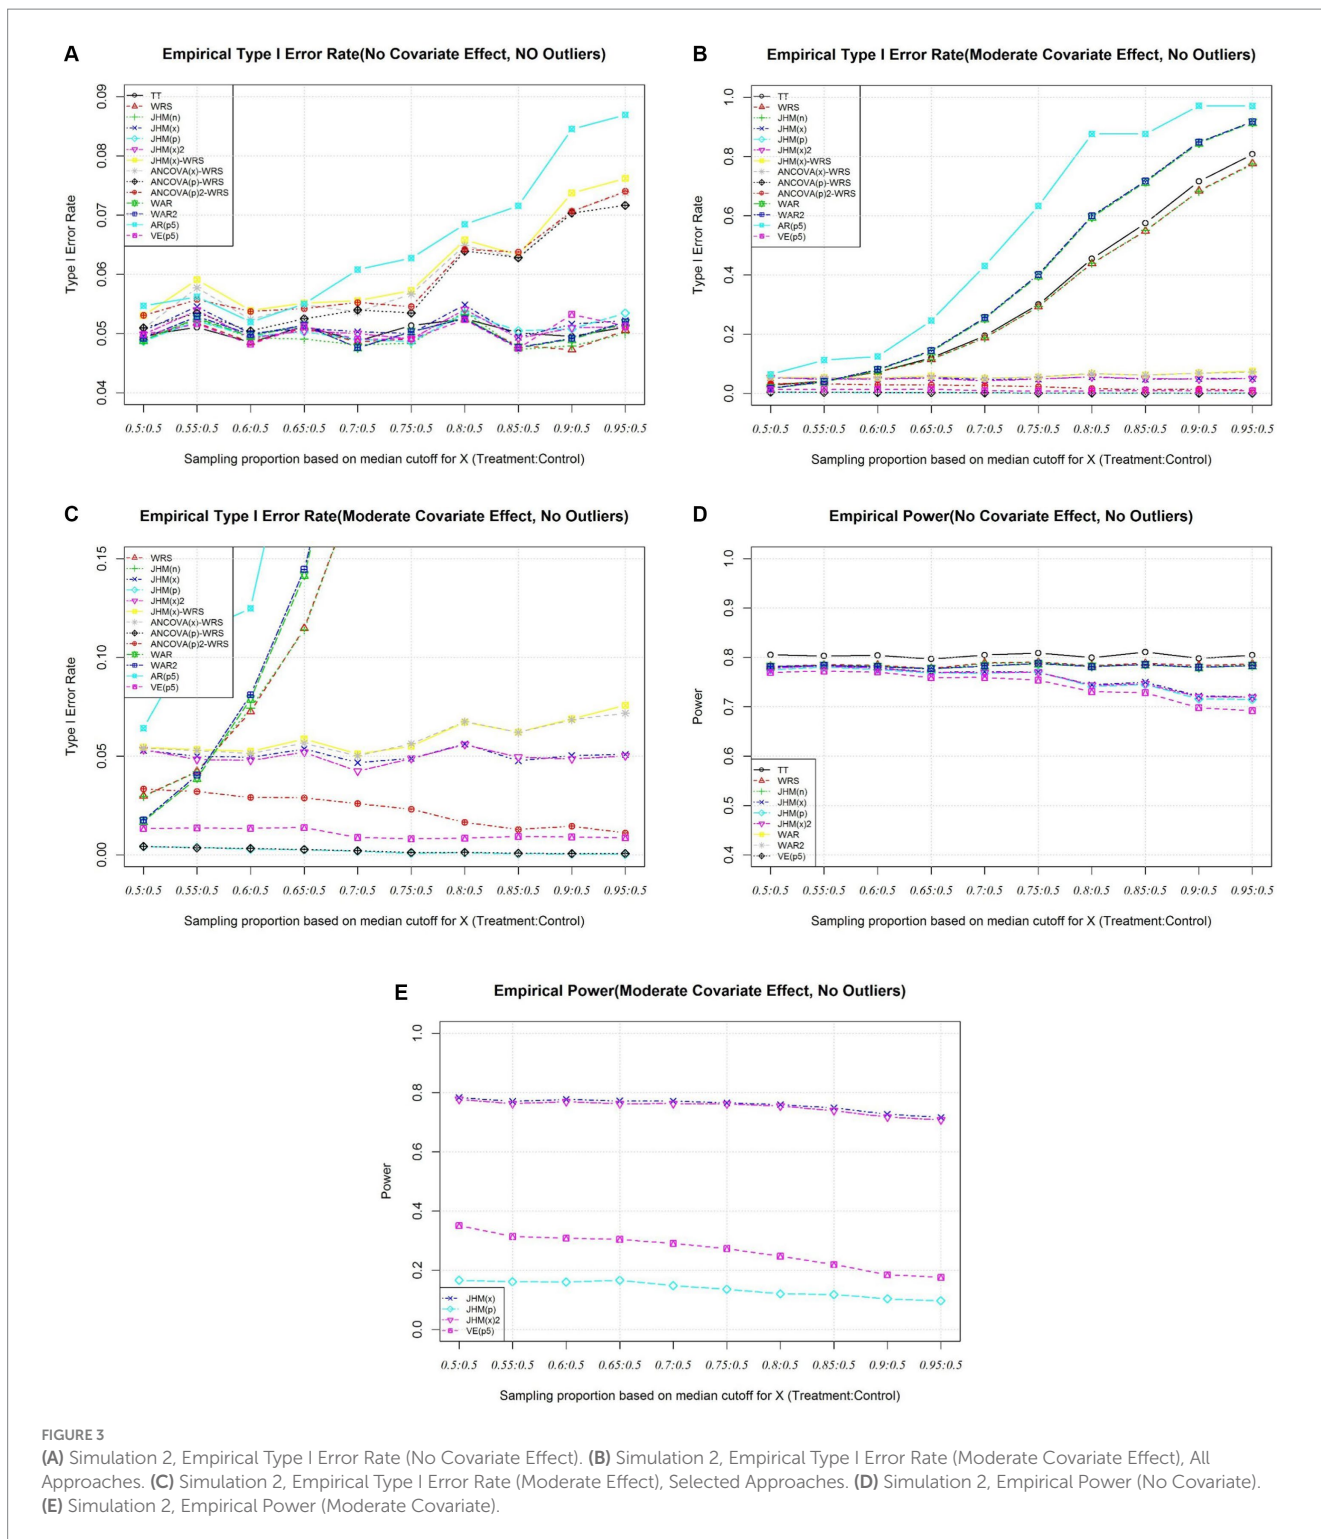 A
Empirical Type I Error Rate(No Covariate Effect, NO Outliers)
TT
WRS
JHM(n)
JHM(x)
JHM(p)
JHM(x)2
JHM(x)-WRS
ANCOVA(x)-WRS
ANCOVA(p)-WRS
ANCOVA(p)2-WRS
WAR
WAR2
AR(p5)
VE(p5)
Type I Error Rate
0.09
0.08
0.07
0.06
0.05
0.04
0.5:0.5 0.55:0.5 0.6:0.5 0.65:0.5 0.7:0.5 0.75:0.5 0.8:0.5 0.85:0.5 0.9:0.5 0.95:0.5
Sampling proportion based on median cutoff for X (Treatment:Control)
B
Empirical Type I Error Rate(Moderate Covariate Effect, No Outliers)
TT
WRS
JHM(n)
JHM(x)
JHM(p)
JHM(x)2
JHM(x)-WRS
ANCOVA(x)-WRS
ANCOVA(p)-WRS
ANCOVA(p)2-WRS
WAR
WAR2
AR(p5)
VE(p5)
Type I Error Rate
1.0
0.8
0.6
0.4
0.2
0.0
0.5:0.5 0.55:0.5 0.6:0.5 0.65:0.5 0.7:0.5 0.75:0.5 0.8:0.5 0.85:0.5 0.9:0.5 0.95:0.5
Sampling proportion based on median cutoff for X (Treatment:Control)
C
Empirical Type I Error Rate(Moderate Covariate Effect, No Outliers)
WRS
JHM(n)
JHM(x)
JHM(p)
JHM(x)2
JHM(x)-WRS
ANCOVA(x)-WRS
ANCOVA(p)-WRS
ANCOVA(p)2-WRS
WAR
WAR2
AR(p5)
VE(p5)
Type I Error Rate
0.15
0.10
0.05
0.00
0.5:0.5 0.55:0.5 0.6:0.5 0.65:0.5 0.7:0.5 0.75:0.5 0.8:0.5 0.85:0.5 0.9:0.5 0.95:0.5
Sampling proportion based on median cutoff for X (Treatment:Control)
D
Empirical Power(No Covariate Effect, No Outliers)
Power
1.0
0.9
0.8
0.7
0.6
0.5
0.4
TT
WRS
JHM(n)
JHM(x)
JHM(p)
JHM(x)2
WAR
WAR2
VE(p5)
0.5:0.5 0.55:0.5 0.6:0.5 0.65:0.5 0.7:0.5 0.75:0.5 0.8:0.5 0.85:0.5 0.9:0.5 0.95:0.5
Sampling proportion based on median cutoff for X (Treatment:Control)
E
Empirical Power(Moderate Covariate Effect, No Outliers)
Power
1.0
0.8
0.6
0.4
0.2
0.0
JHM(x)
JHM(p)
JHM(x)2
VE(p5)
0.5:0.5 0.55:0.5 0.6:0.5 0.65:0.5 0.7:0.5 0.75:0.5 0.8:0.5 0.85:0.5 0.9:0.5 0.95:0.5
Sampling proportion based on median cutoff for X (Treatment:Control)
FIGURE 3
(A) Simulation 2, Empirical Type I Error Rate (No Covariate Effect). (B) Simulation 2, Empirical Type I Error Rate (Moderate Covariate Effect), All
Approaches. (C) Simulation 2, Empirical Type I Error Rate (Moderate Effect), Selected Approaches. (D) Simulation 2, Empirical Power (No Covariate).
(E) Simulation 2, Empirical Power (Moderate Covariate).